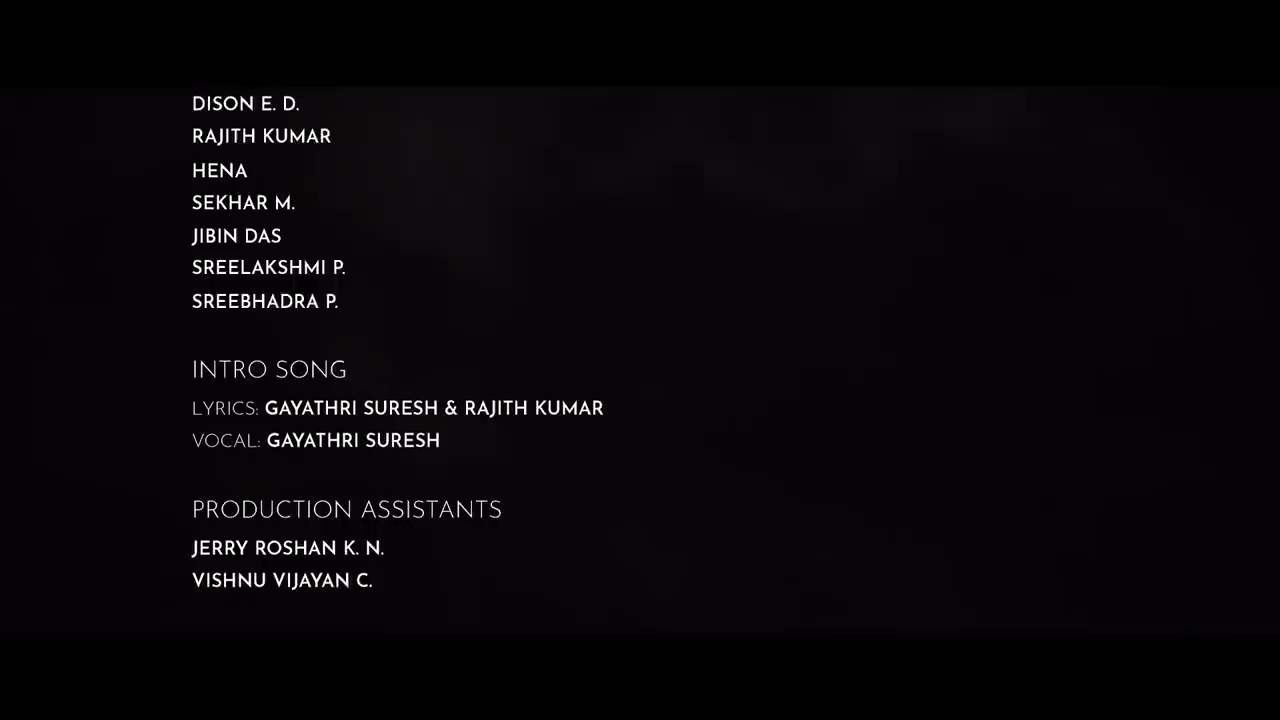 DISON E. D.
RAJITH KUMAR
HENA
SEKHAR M.
JIBIN DAS
SREELAKSHMI P.
SREEBHADRA P.
INTRO SONG
LYRICS: GAYATHRI SURESH & RAJITH KUMAR
VOCAL: GAYATHRI SURESH
PRODUCTION ASSISTANTS
JERRY ROSHAN K. N.
VISHNU VIJAYAN C.